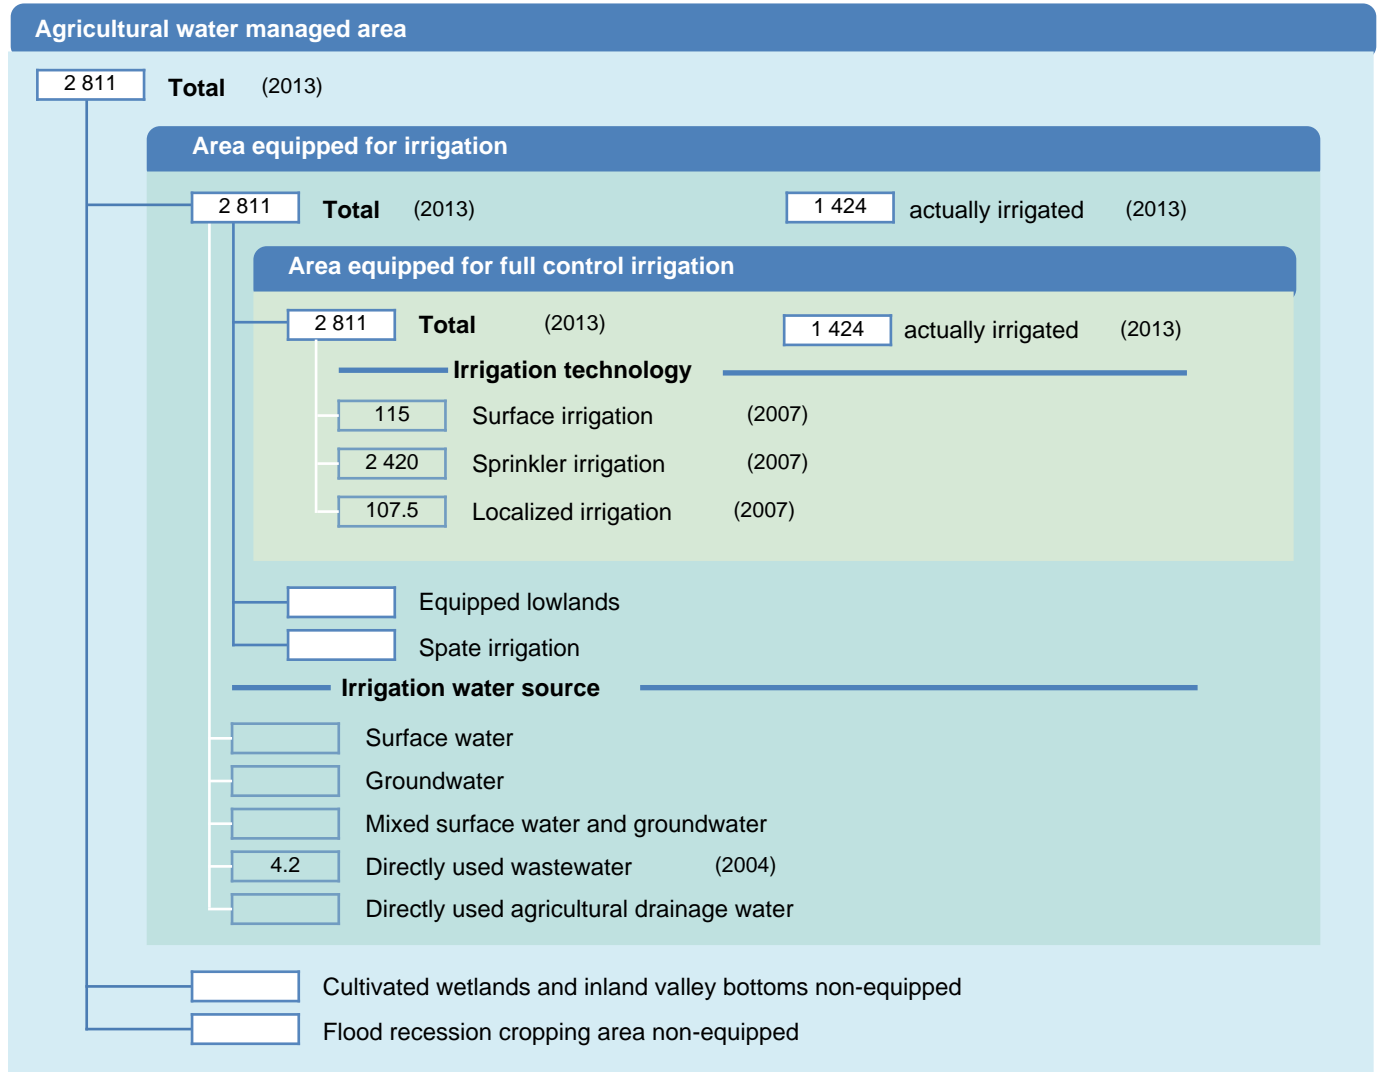 Agricultural water managed area
2 811 Total (2013)
Area equipped for irrigation
2 811 Total (2013) 1 424 actually irrigated (2013)
Area equipped for full control irrigation
2 811 Total (2013) 1 424 actually irrigated (2013)
Irrigation technology
115 Surface irrigation (2007)
2 420 Sprinkler irrigation (2007)
107.5 Localized irrigation (2007)
Equipped lowlands
Spate irrigation
Irrigation water source
Surface water
Groundwater
Mixed surface water and groundwater
4.2 Directly used wastewater (2004)
Directly used agricultural drainage water
Cultivated wetlands and inland valley bottoms non-equipped
Flood recession cropping area non-equipped